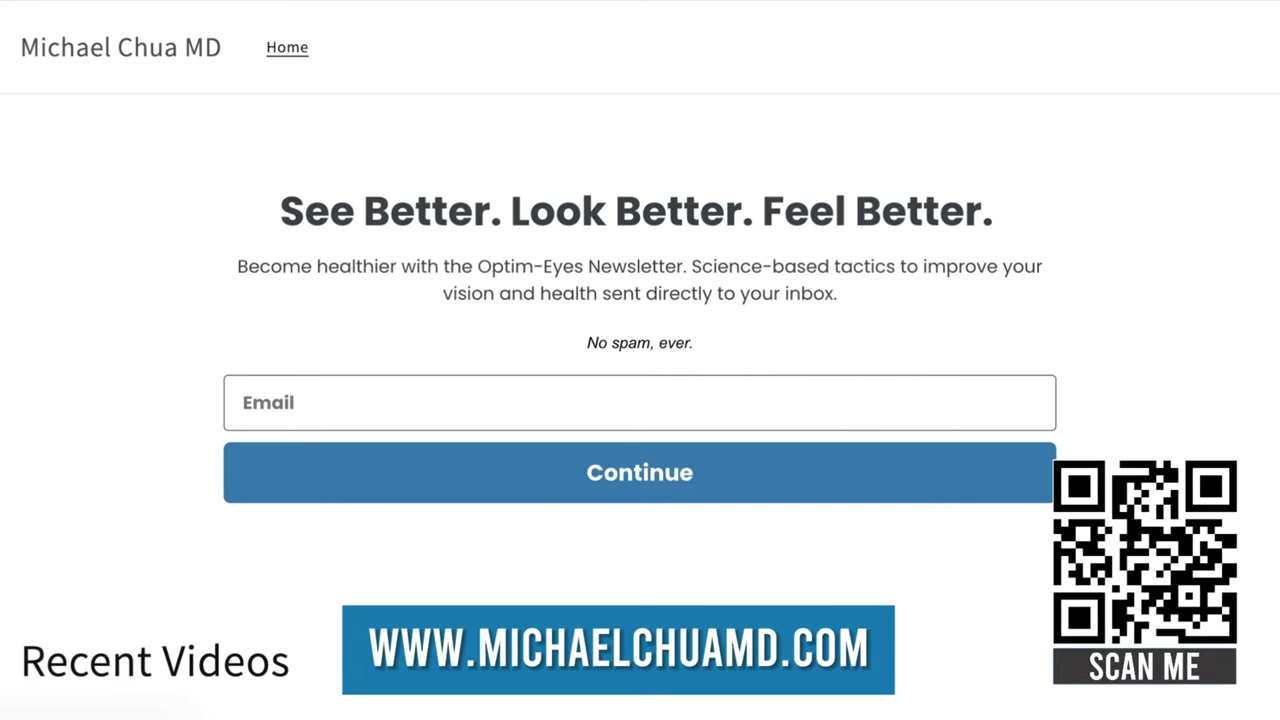 Michael Chua MD
Home
See Better. Look Better. Feel Better.
Become healthier with the Optim-Eyes Newsletter. Science-based tactics to improve your
vision and health sent directly to your inbox.
No spam, ever.
Email
Continue
Recent Videos
WWW.MICHAELCHUAMD.COM
SCAN ME